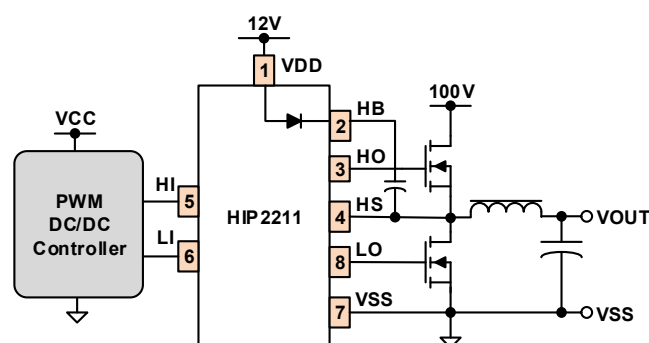 12V
1 VDD
HB
2
100V
VCC
HO
3
PWM
DC/DC
Controller
HI
5
HIP2211
HS
4
VOUT
LI
6
LO
8
VSS
7
VSS